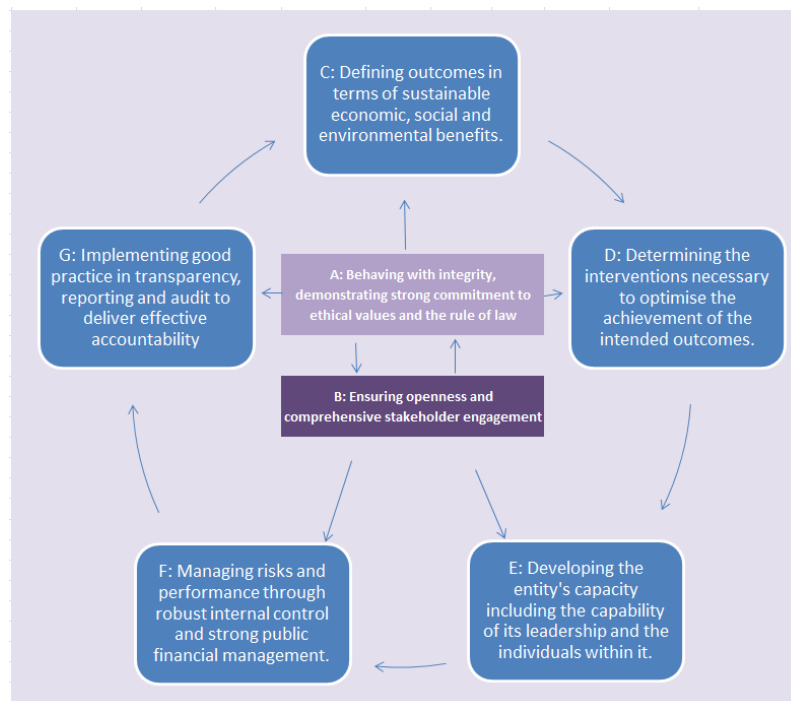 C: Defining outcomes in
terms of sustainable
economic, social and
environmental benefits.
G: Implementing good
practice in transparency,
reporting and audit to
deliver effective
accountability
A: Behaving with integrity,
demonstrating strong commitment to
ethical values and the rule of law
D: Determining the
interventions necessary
to optimise the
achievement of the
intended outcomes.
B: Ensuring openness and
comprehensive stakeholder engagement
F: Managing risks and
performance through
robust internal control
and strong public
financial management.
E: Developing the
entity's capacity
including the capability
of its leadership and the
individuals within it.